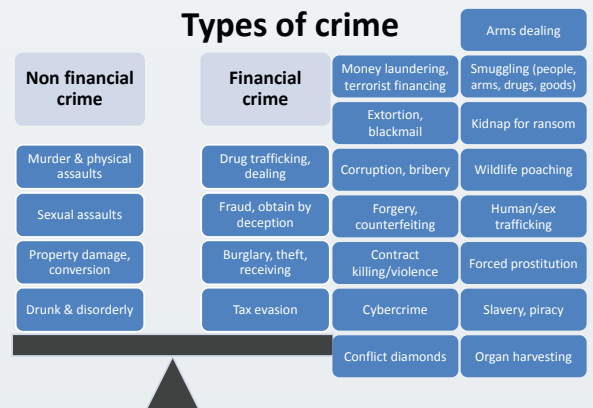 Types of crime
Non financial
crime
Murder & physical
assaults
Sexual assaults
Property damage,
conversion
Drunk & disorderly
Financial
crime
Drug trafficking,
dealing
Fraud, obtain by
deception
Burglary, theft,
receiving
Tax evasion
Money laundering,
terrorist financing
Extortion,
blackmail
Corruption, bribery
Forgery,
counterfeiting
Contract
killing/violence
Cybercrime
Conflict diamonds
Arms dealing
Smuggling (people,
arms, drugs, goods)
Kidnap for ransom
Wildlife poaching
Human/sex
trafficking
Forced prostitution
Slavery, piracy
Organ harvesting